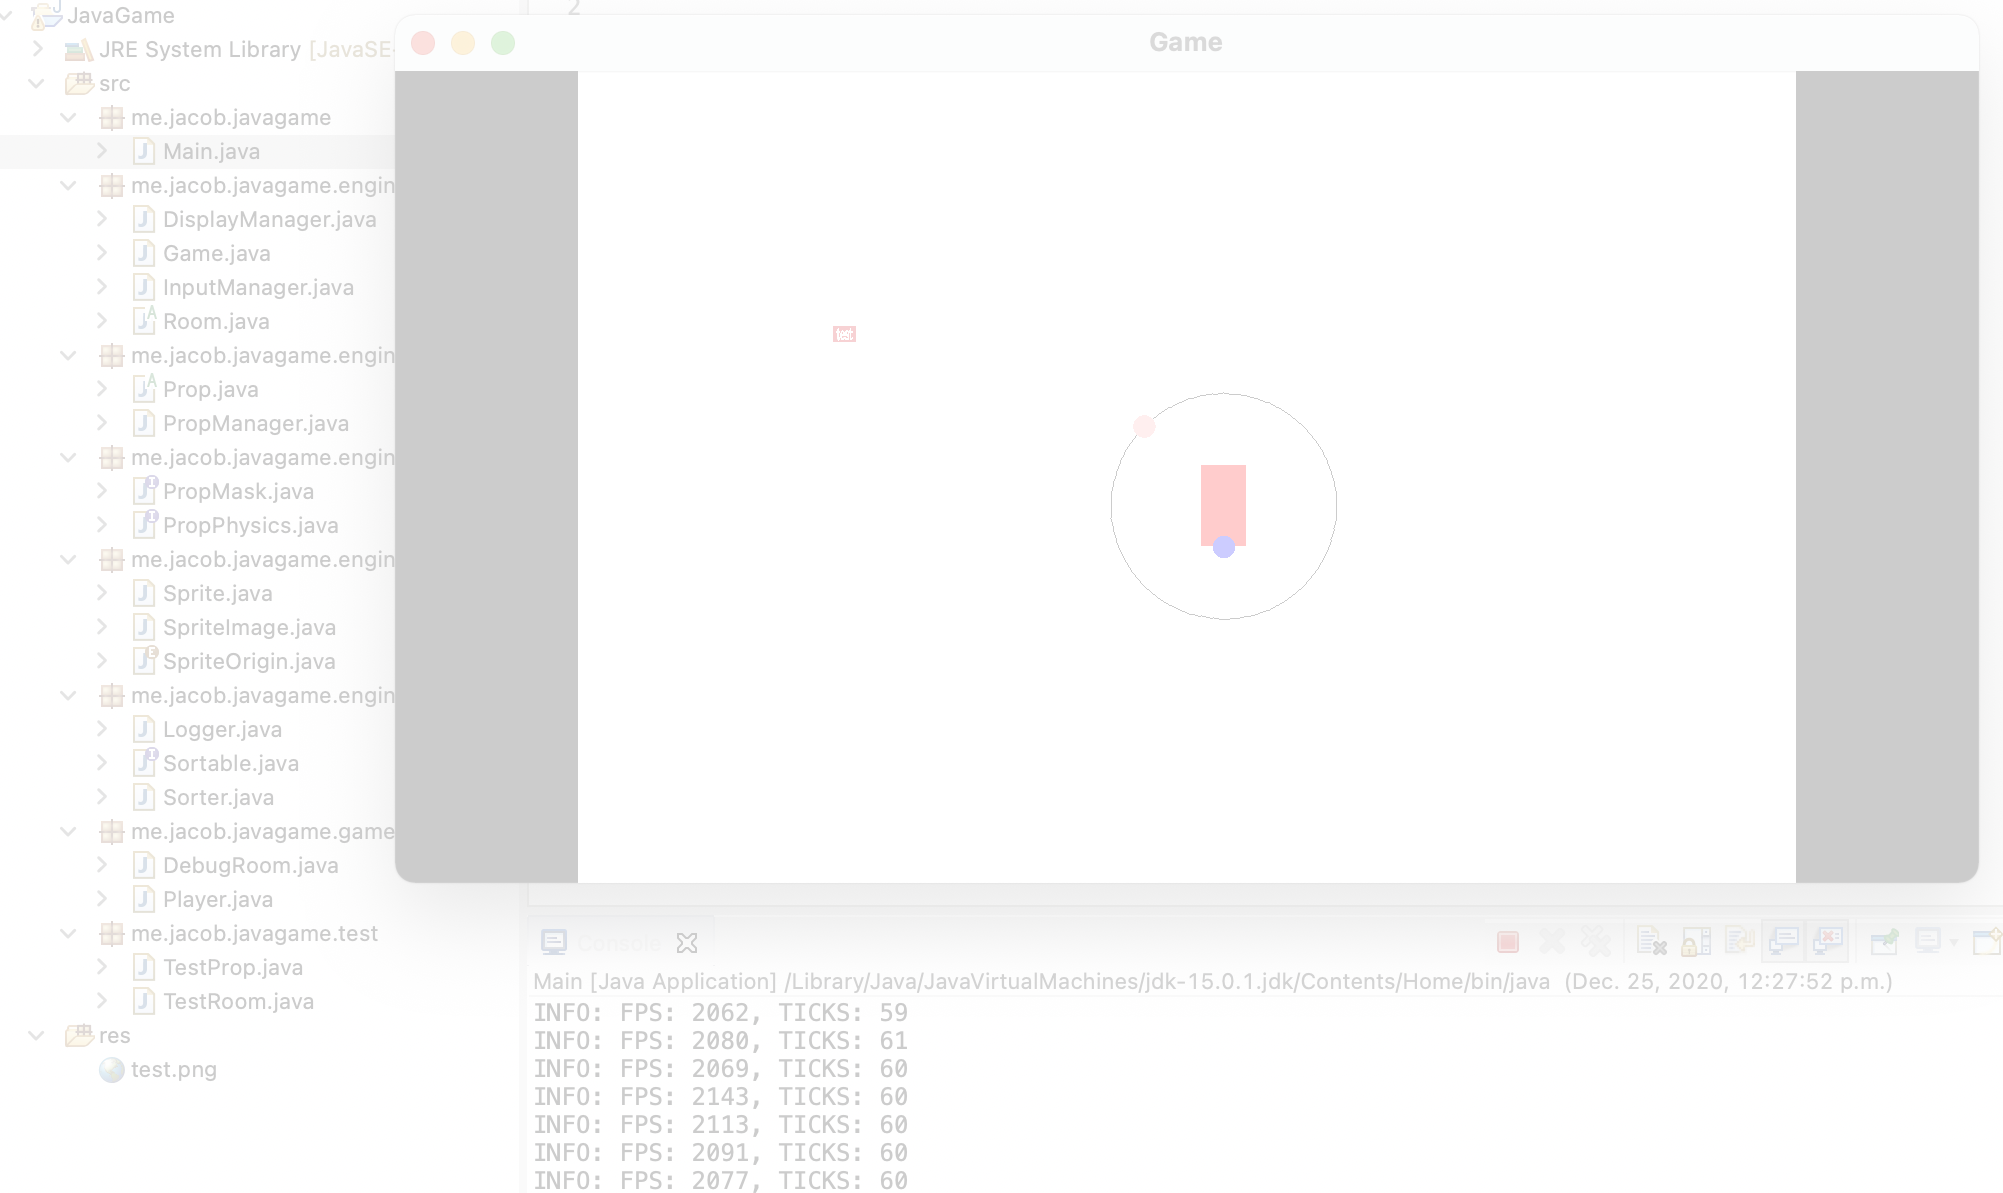 JavaGame
JRE System Library [JavaSE-
src
me.jacob.javagame
Main.java
me.jacob.javagame.engin
DisplayManager.java
Game.java
InputManager.java
Room.java
me.jacob.javagame.engin
Prop.java
PropManager.java
me.jacob.javagame.engin
PropMask.java
PropPhysics.java
me.jacob.javagame.engin
Sprite.java
SpriteImage.java
SpriteOrigin.java
me.jacob.javagame.engin
Logger.java
Sortable.java
Sorter.java
me.jacob.javagame.game
DebugRoom.java
Player.java
me.jacob.javagame.test
TestProp.java
TestRoom.java
res
test.png
2
Game
test
Console
Main [Java Application] /Library/Java/JavaVirtualMachines/jdk-15.0.1.jdk/Contents/Home/bin/java (Dec. 25, 2020, 12:27:52 p.m.)
INFO: FPS: 2062, TICKS: 59
INFO: FPS: 2080, TICKS: 61
INFO: FPS: 2069, TICKS: 60
INFO: FPS: 2143, TICKS: 60
INFO: FPS: 2113, TICKS: 60
INFO: FPS: 2091, TICKS: 60
INFO: FPS: 2077, TICKS: 60